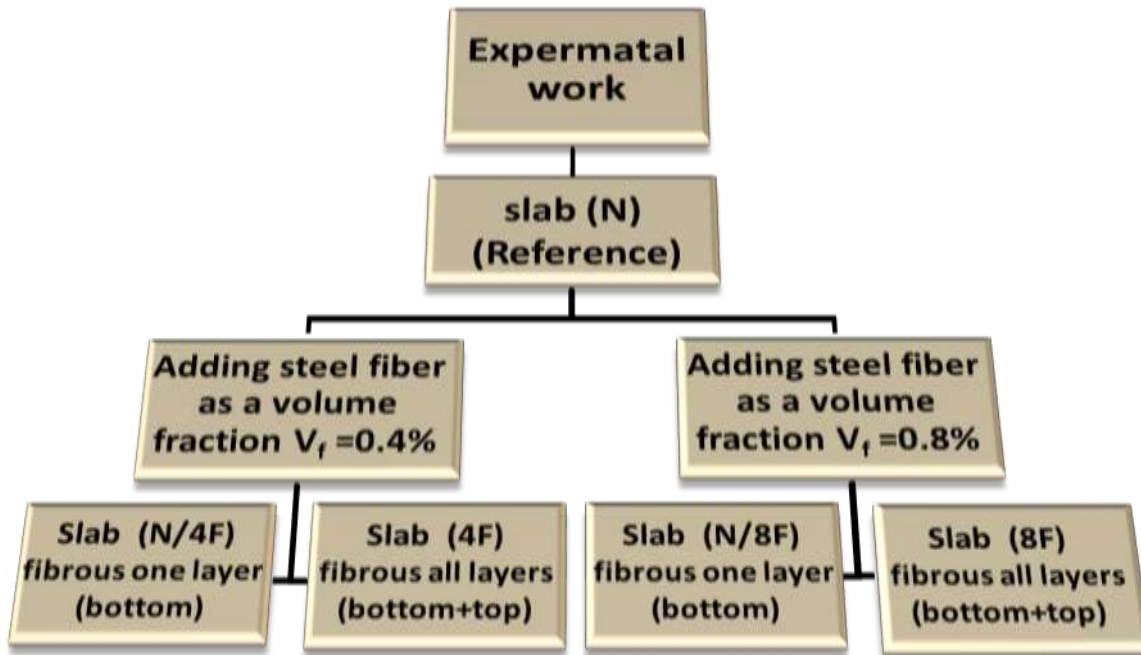 Expermatal
work
slab (N)
(Reference)
Adding steel fiber
as a volume
fraction V_f =0.4%
Adding steel fiber
as a volume
fraction V_f =0.8%
Slab (N/4F)
fibrous one layer
(bottom)
Slab (4F)
fibrous all layers
(bottom+top)
Slab (N/8F)
fibrous one layer
(bottom)
Slab (8F)
fibrous all layers
(bottom+top)